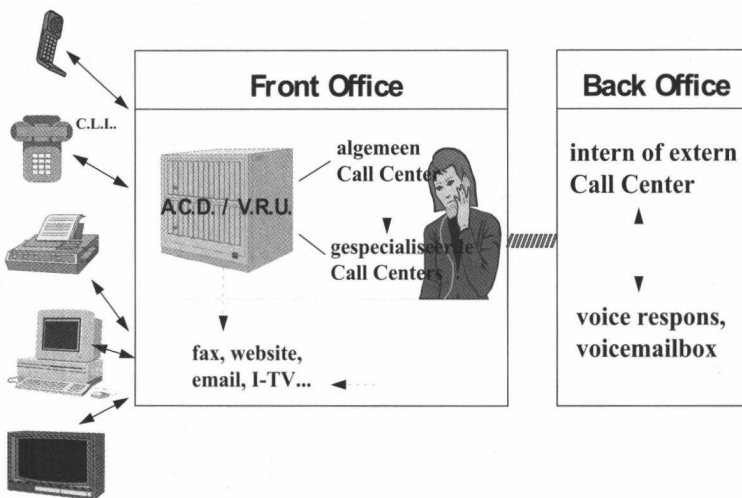 Front Office
Back Office
C.L.I..
A.C.D. / V.R.U.
algemeen
Call Center
gespecialiseerde
Call Centers
fax, website,
email, I-TV...
intern of extern
Call Center
voice respons,
voicemailbox